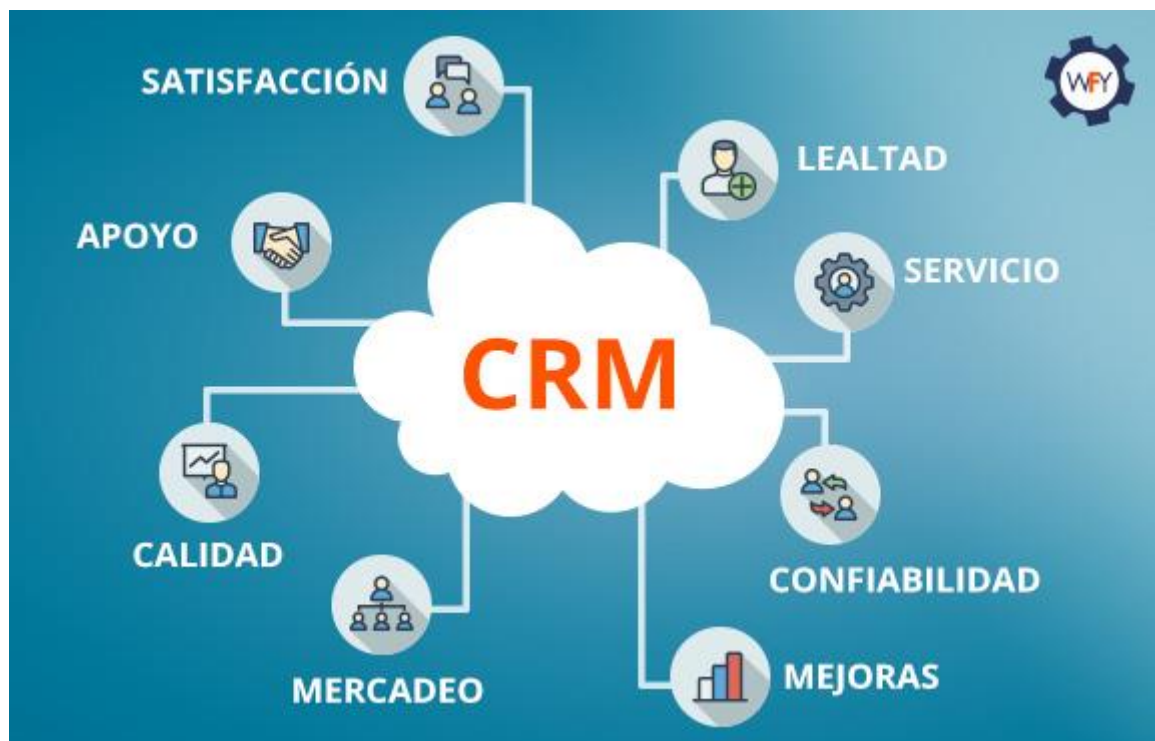 SATISFACCIÓN
WFY
LEALTAD
APOYO
SERVICIO
CRM
CALIDAD
CONFIABILIDAD
MERCADEO
MEJORAS